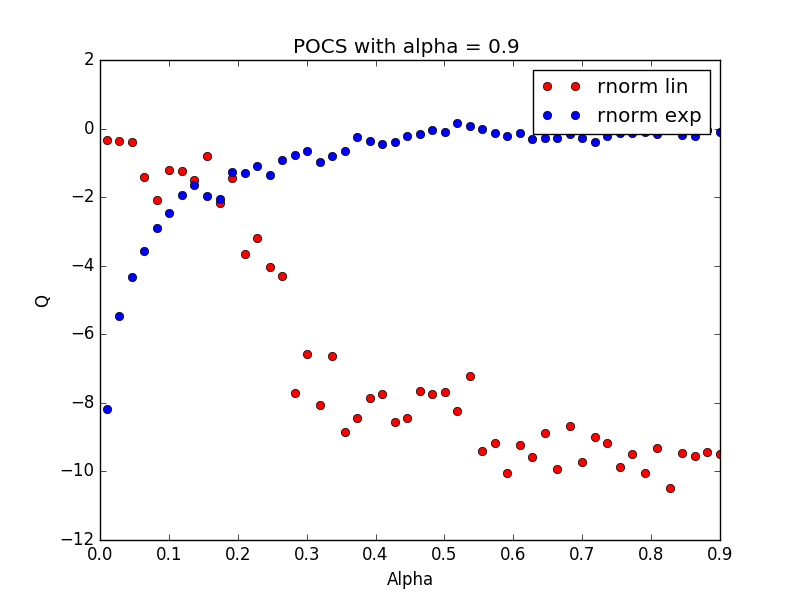 POCS with alpha = 0.9
rnorm lin
rnorm exp
2
0
−2
−4
−6
−8
−10
−12
Q
0.0 0.1 0.2 0.3 0.4 0.5 0.6 0.7 0.8 0.9
Alpha